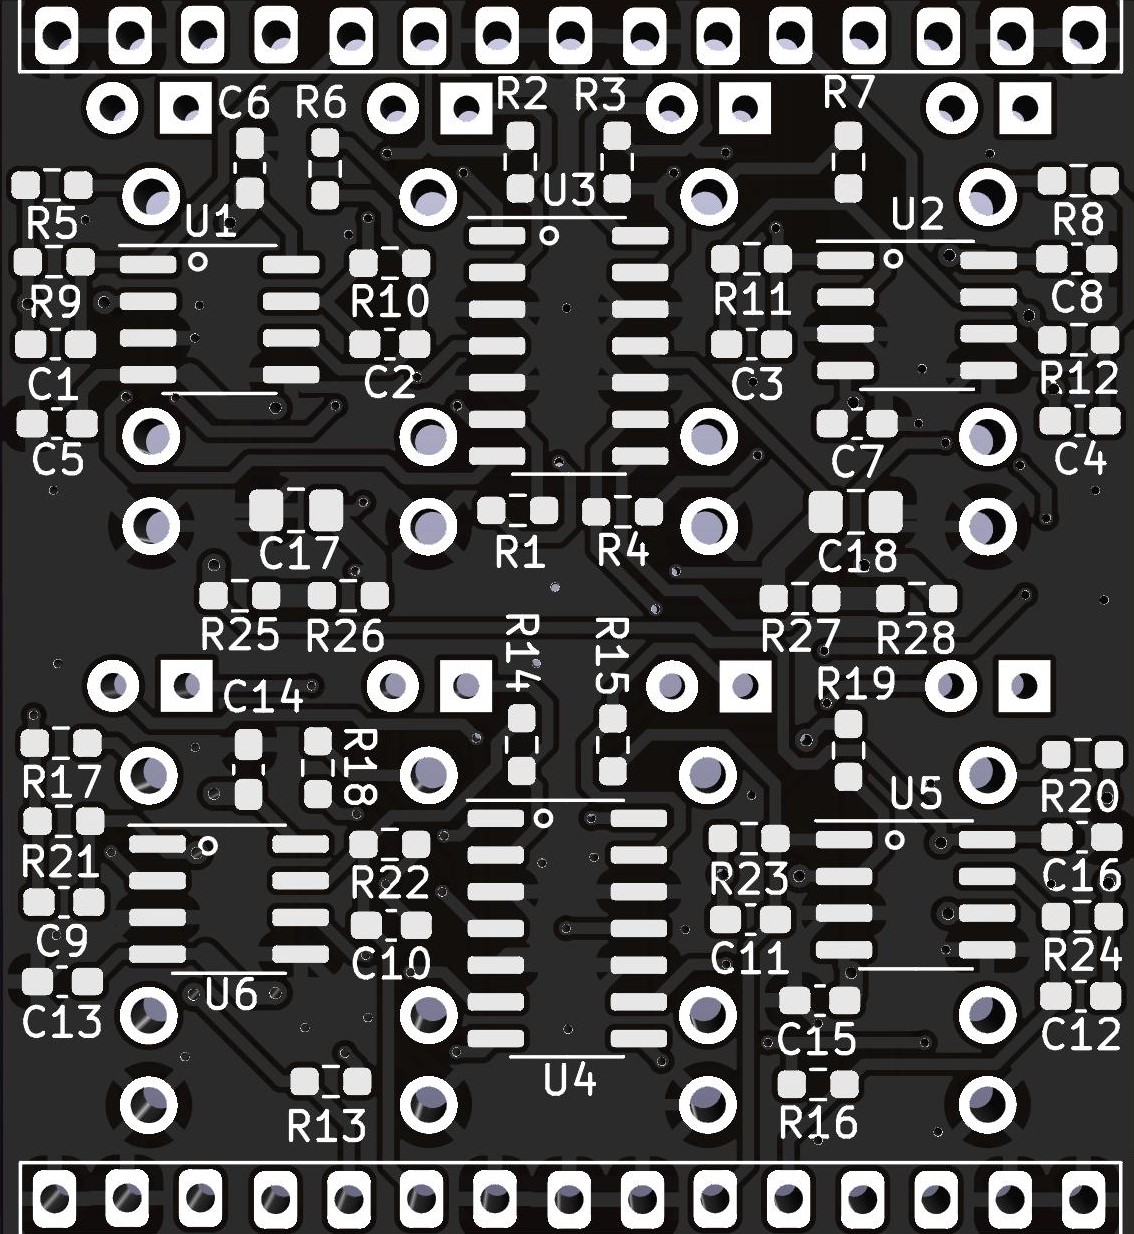 C6 R6 R2 R3 R7
R5 U1 U3 U2 R8
R9 R10 R11 C8
C1 C2 C3 R12
C5 C7 C4
C17 R1 R4 C18
R25 R26 R27 R28
R14 R15
C14 R19
R17 R18 U5 R20
R21 R22 R23 C16
C9 C10 C11 R24
C13 U6 C15 C12
U4
R13 R16